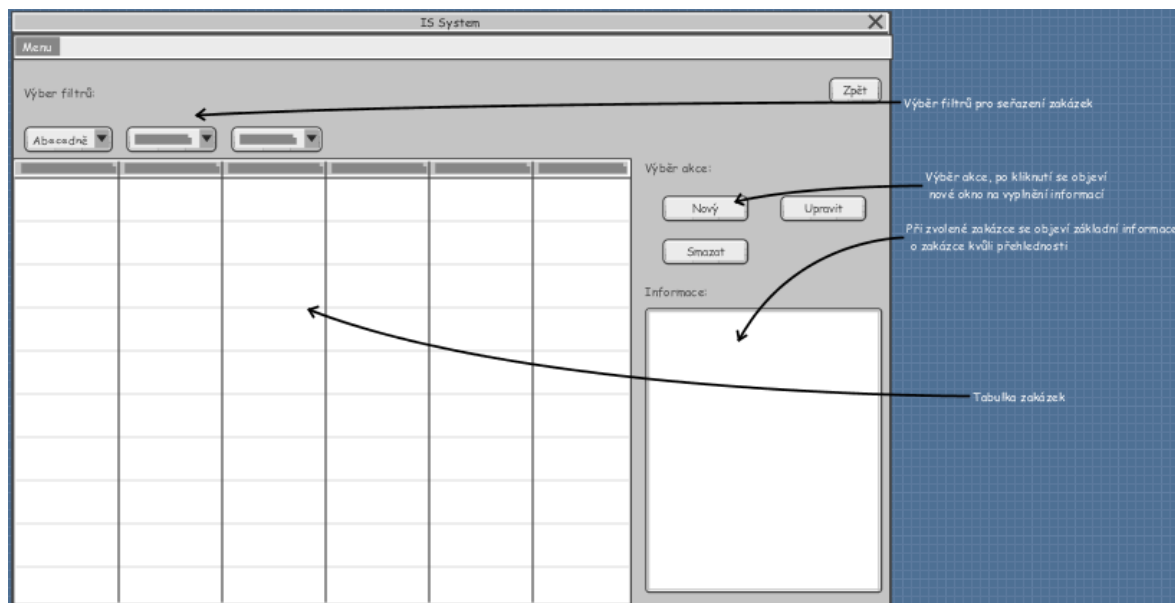 IS System
Menu
Výber filtrů:
Zpět
Výběr filtrů pro seřazení zakázek
Abecedně
Výběr akce:
Výběr akce, po kliknutí se objeví
nové okno na vyplnění informací
Nový
Upravit
Při zvolené zakázce se objeví základní informace
o zakázce kvůli přehlednosti
Smazat
Informace:
Tabulka zakázek